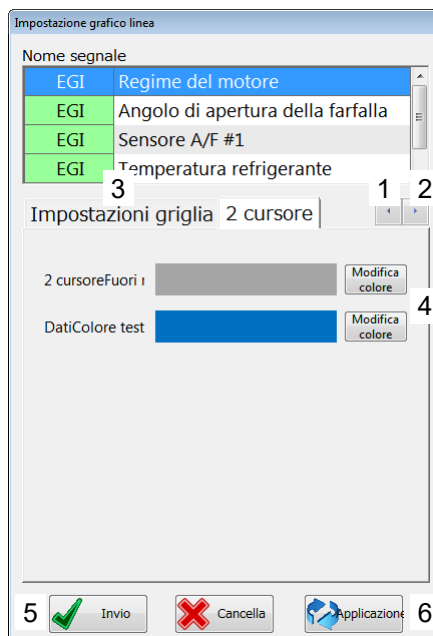 Impostazione grafico linea
Nome segnale
EGI Regime del motore
EGI Angolo di apertura della farfalla
EGI Sensore A/F #1
EGI Temperatura refrigerante
3 1 2
Impostazioni griglia 2 cursore
2 cursoreFuori r
Modifica
colore
4
DatiColore test
Modifica
colore
5 Invio Cancella Applicazione 6